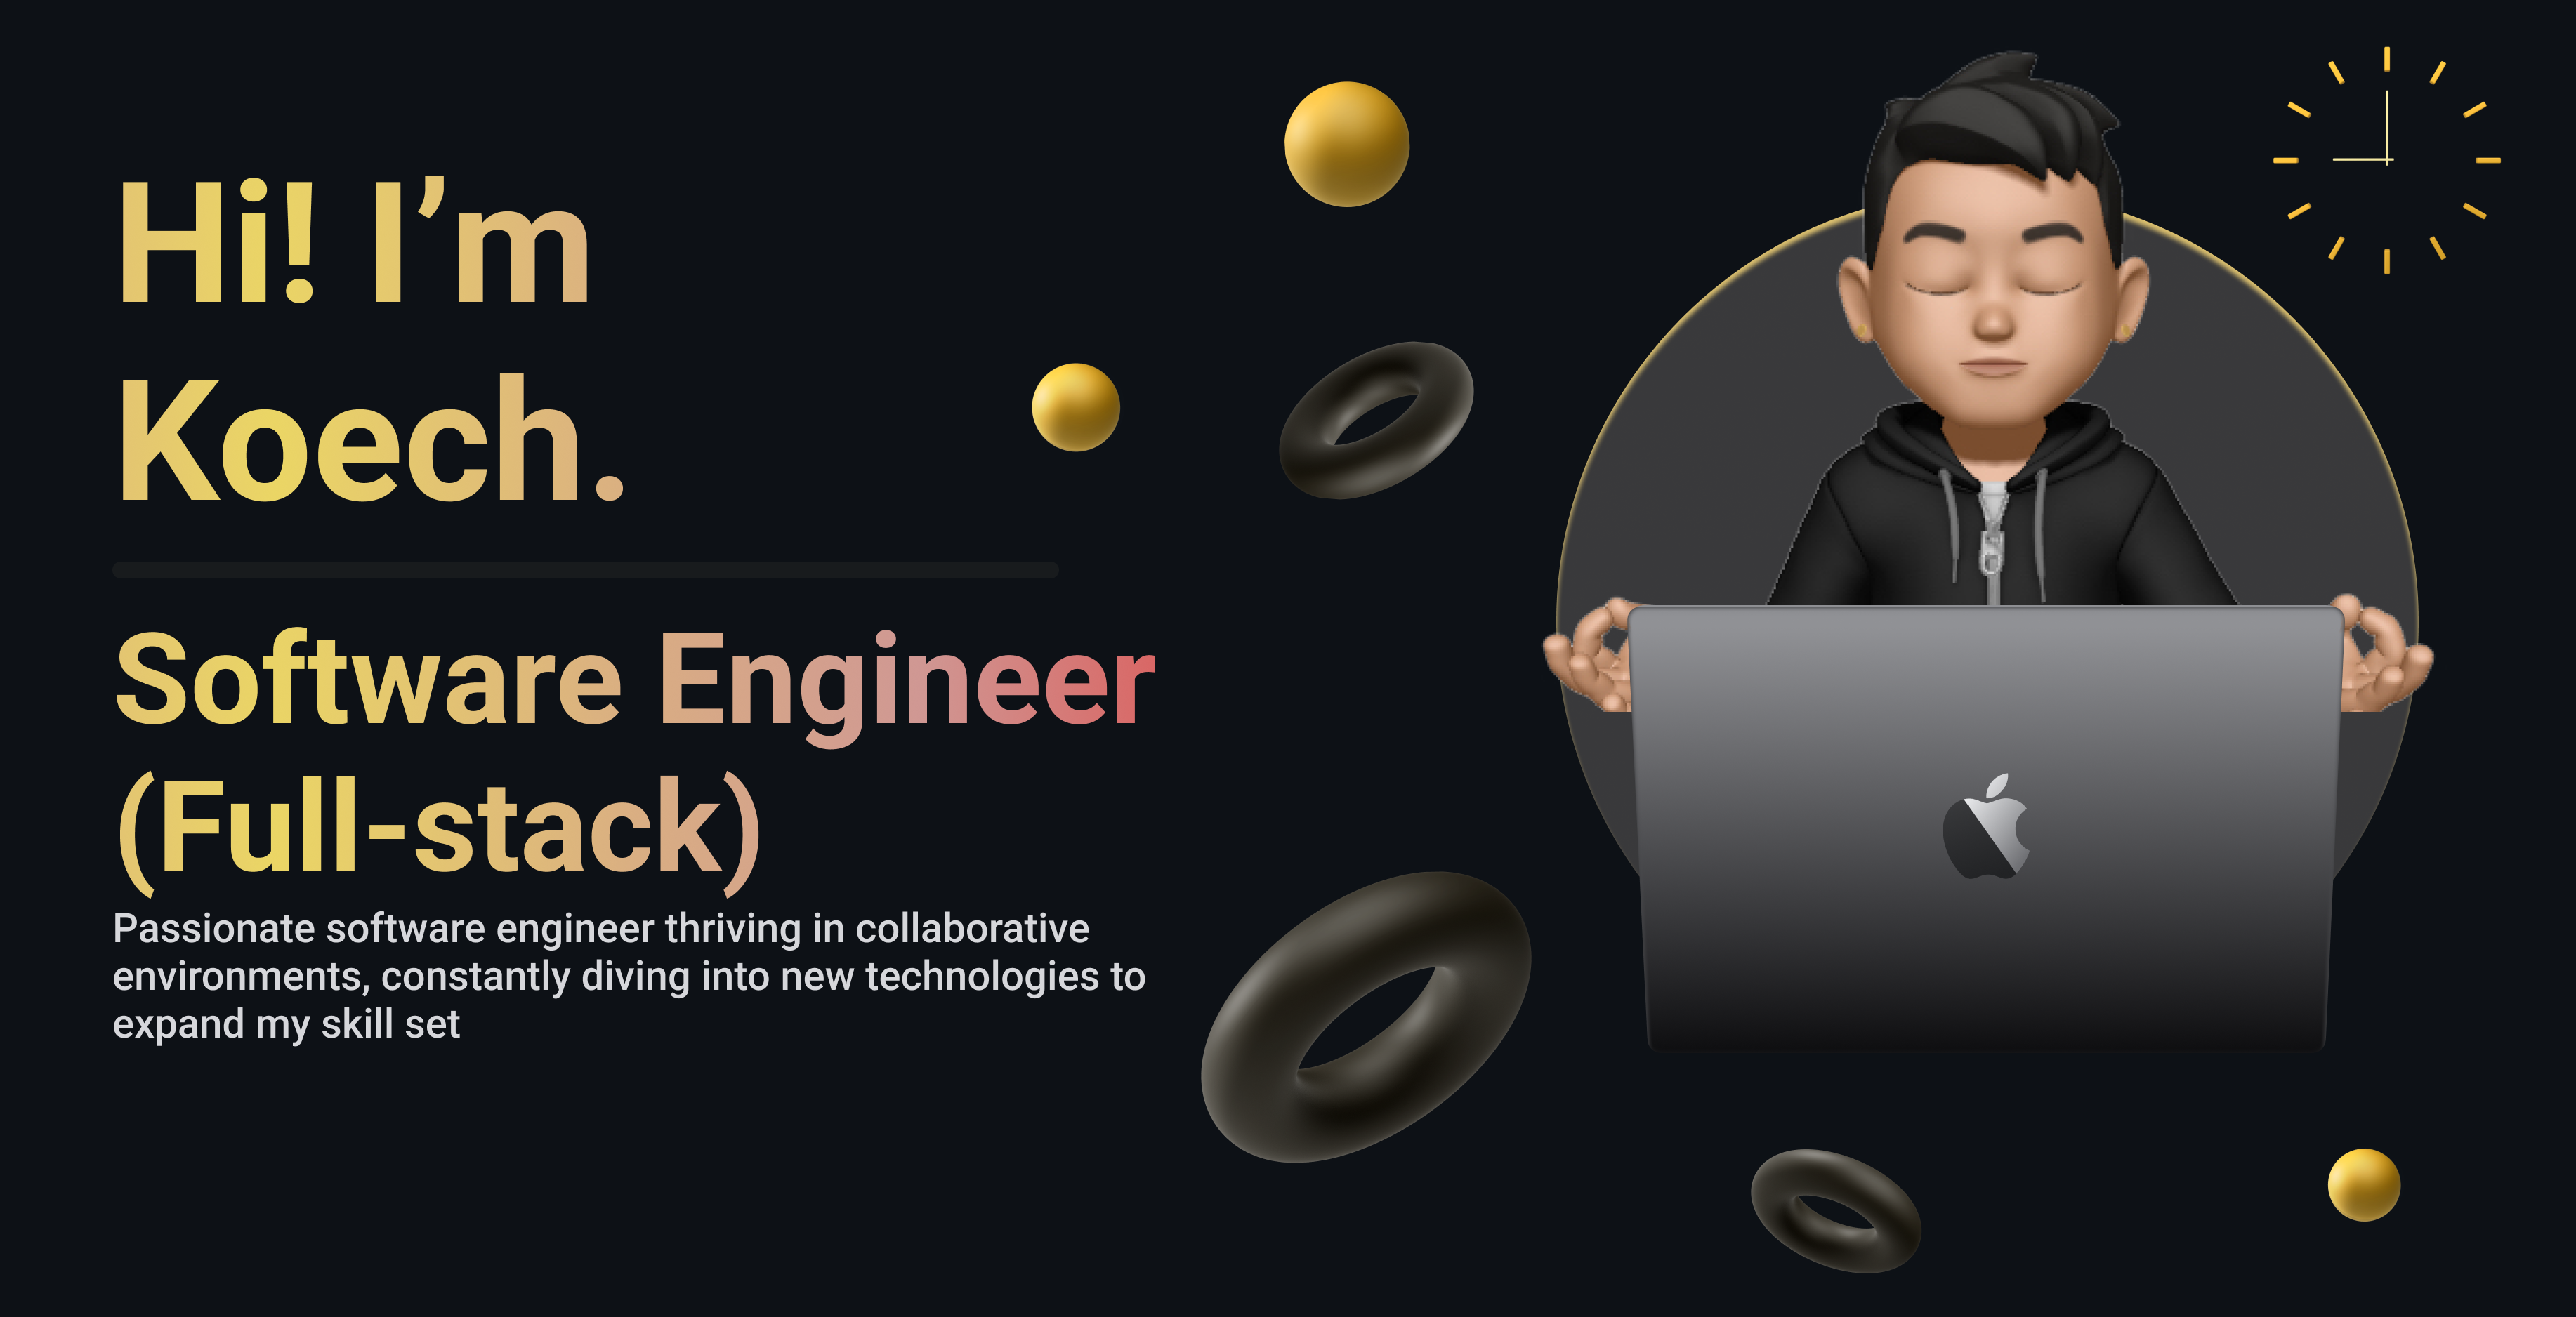 Hi! I’m
Koech.
Software Engineer
(Full-stack)
Passionate software engineer thriving in collaborative
environments, constantly diving into new technologies to
expand my skill set